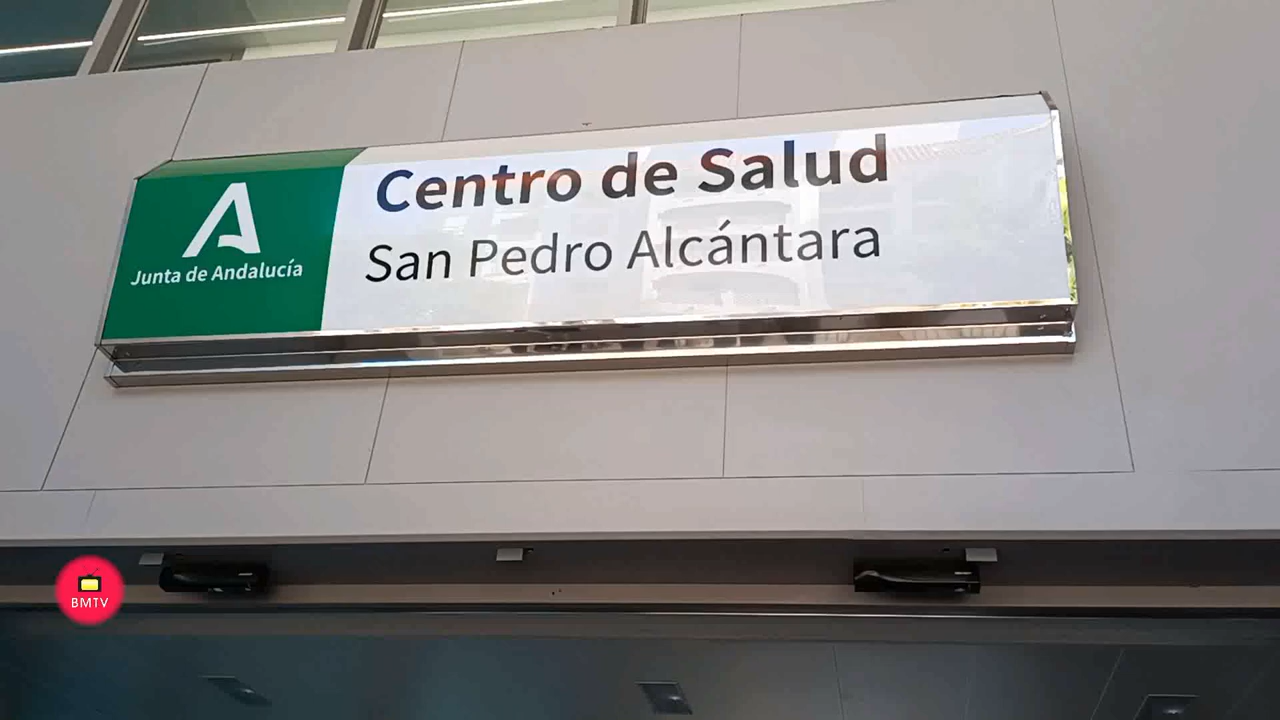 Centro de Salud
San Pedro Alcántara
Junta de Andalucía
BMTV